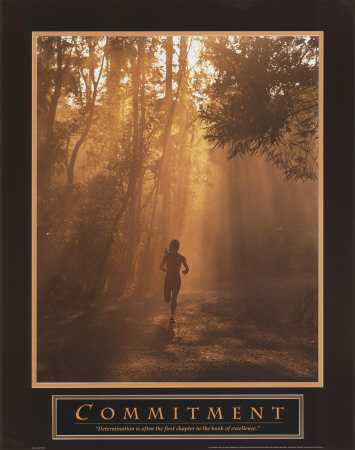 COMMITMENT
"Determination is often the first chapter in the book of excellence."